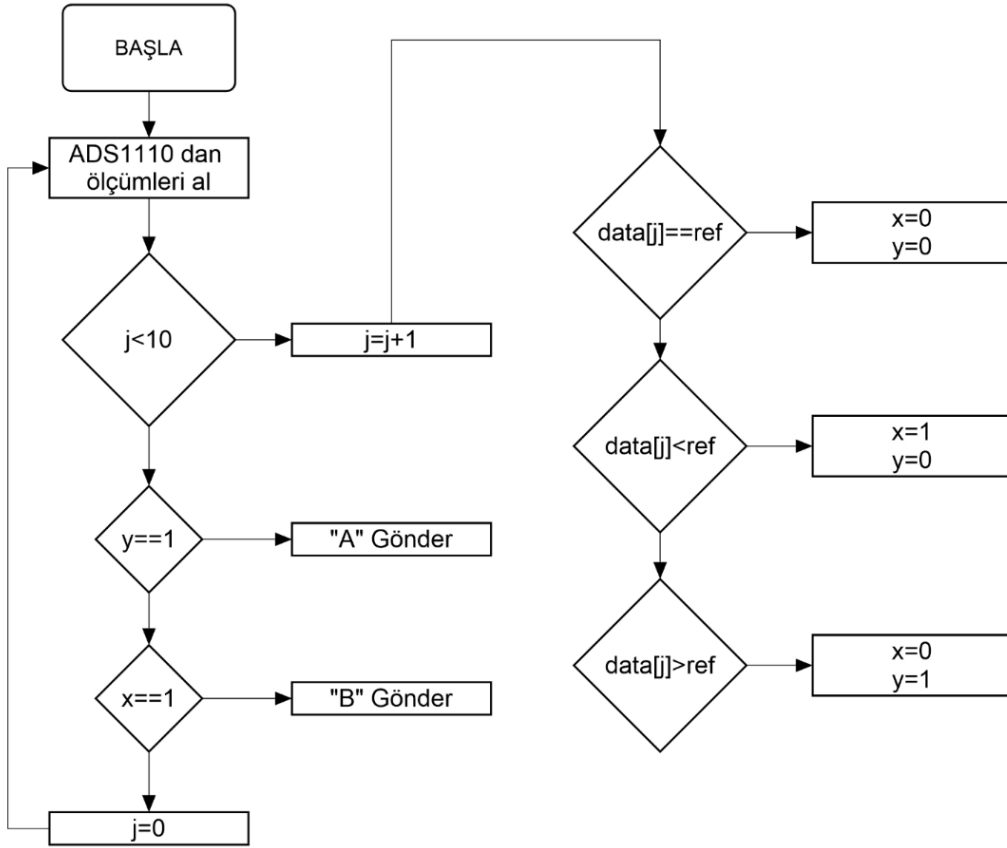 BAŞLA
ADS1110 dan
ölçümleri al
j<10
j=j+1
y==1
"A" Gönder
x==1
"B" Gönder
j=0
data[j]==ref
x=0
y=0
data[j]<ref
x=1
y=0
data[j]>ref
x=0
y=1